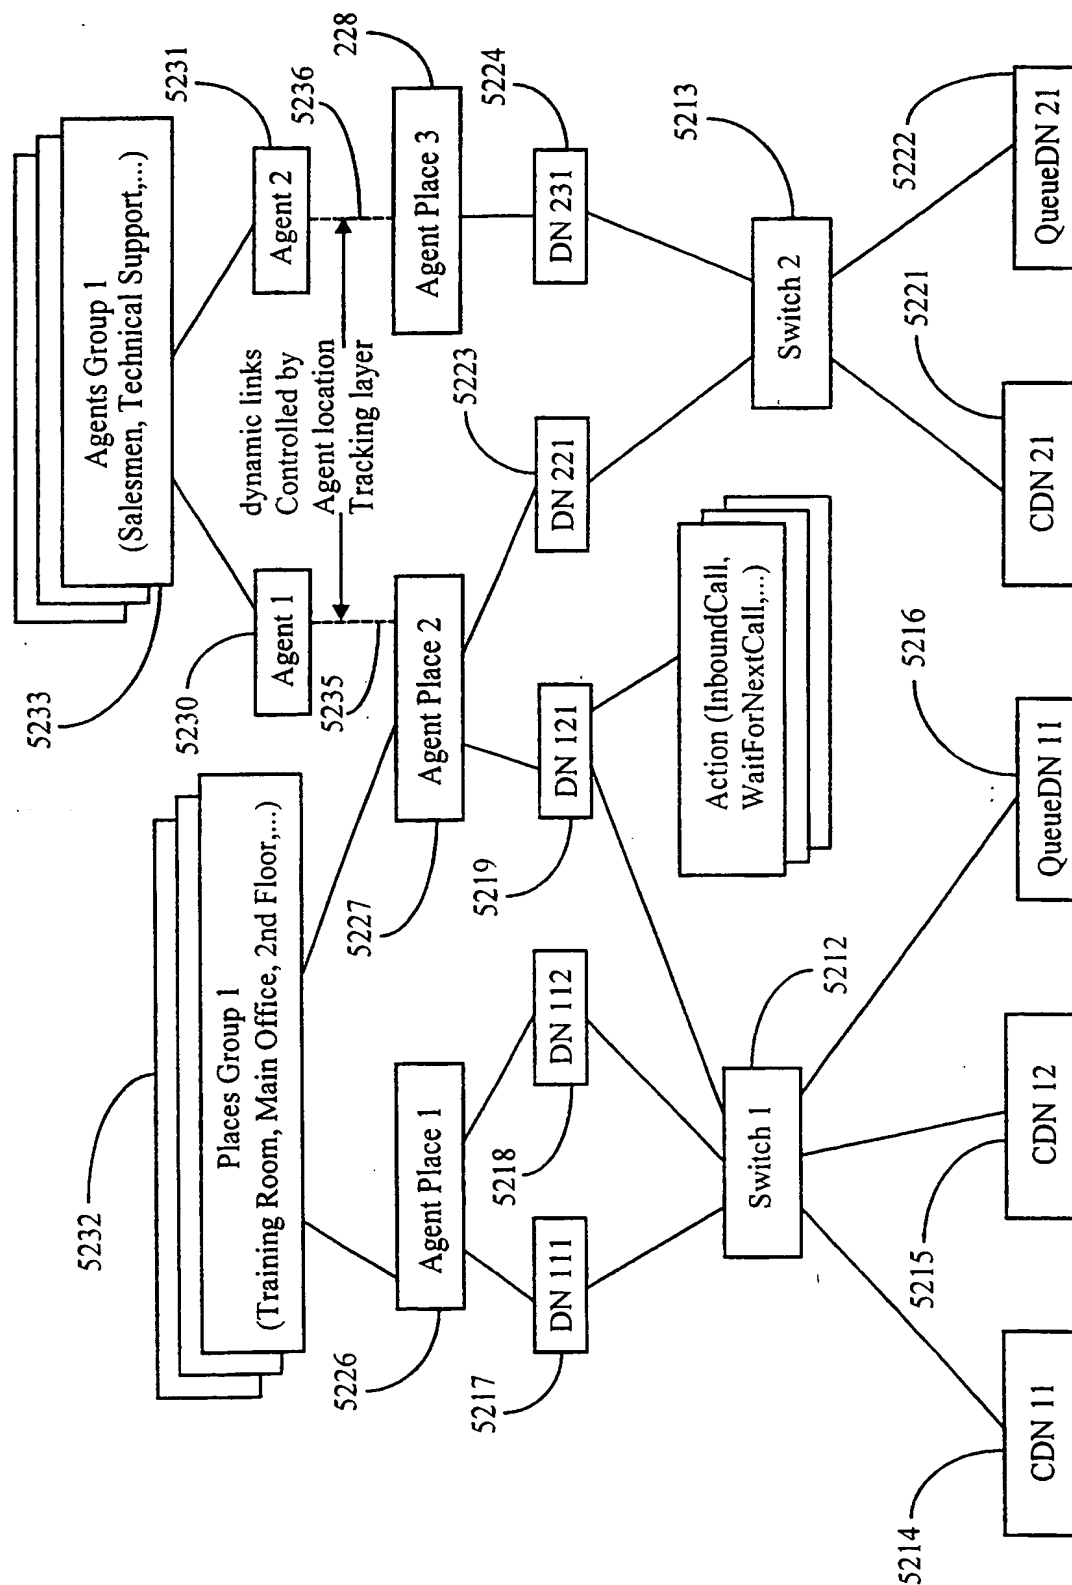 5232
Places Group 1
(Training Room, Main Office, 2nd Floor,...)
5233
Agents Group 1
(Salesmen, Technical Support,...)
5230
Agent 1
5231
Agent 2
5235
dynamic links
Controlled by
Agent location
Tracking layer
5236
5226
Agent Place 1
5227
Agent Place 2
228
Agent Place 3
5217
DN 111
5218
DN 112
5219
DN 121
5223
DN 221
5224
DN 231
Action (InboundCall,
WaitForNextCall,...)
5212
Switch 1
5213
Switch 2
5214
CDN 11
5215
CDN 12
5216
QueueDN 11
5221
CDN 21
5222
QueueDN 21